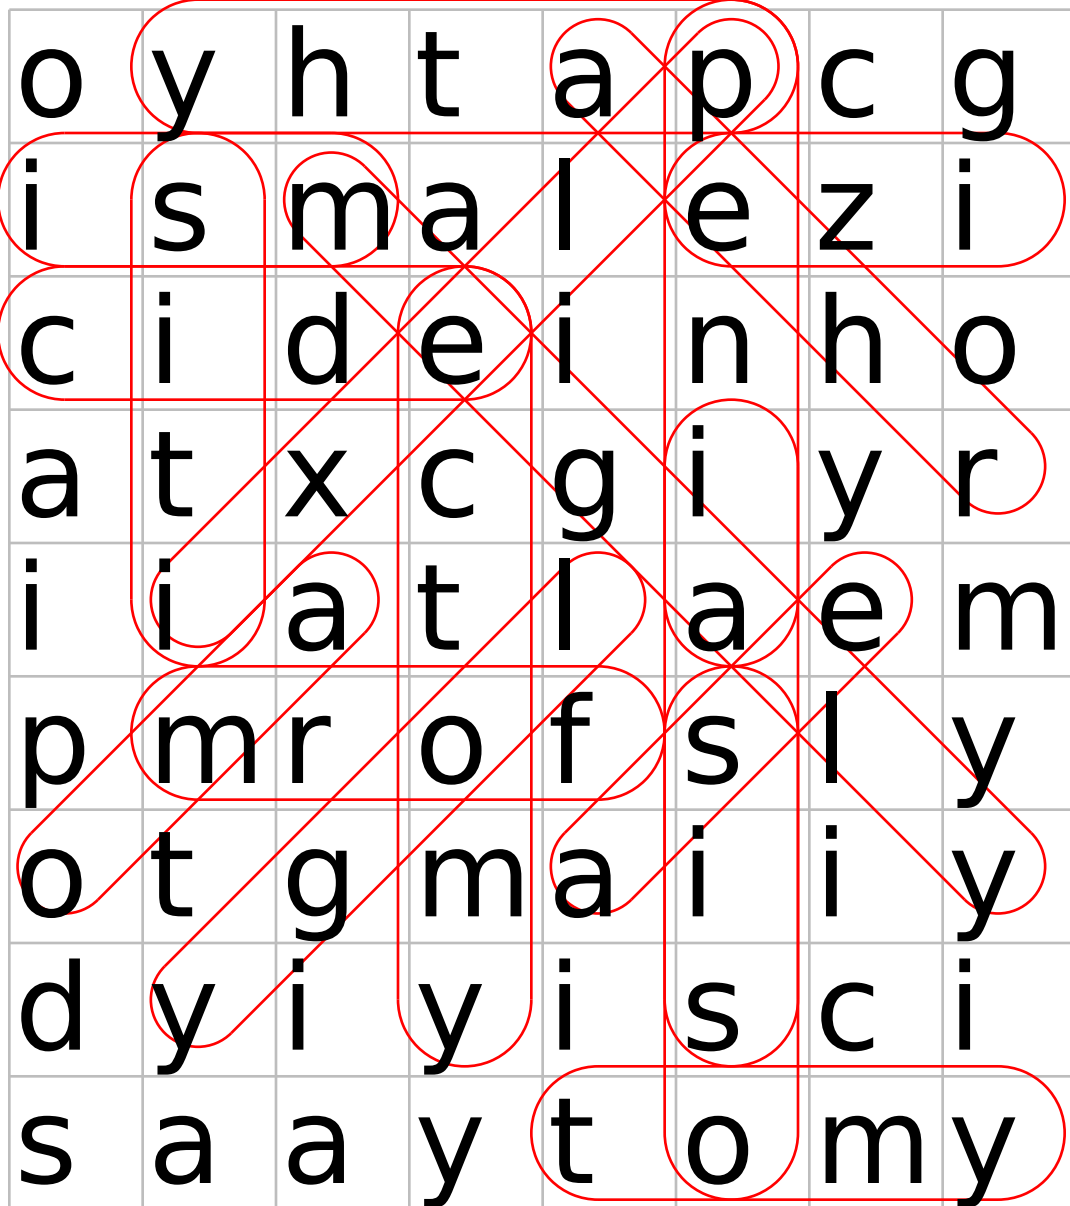 o y h t a p c g
i s m a l e z i
c i d e i n h o
a t x c g i y r
i i a t l a e m
p m r o f s l y
o t g m a i i y
d y i y i s c i
s a a y t o m y